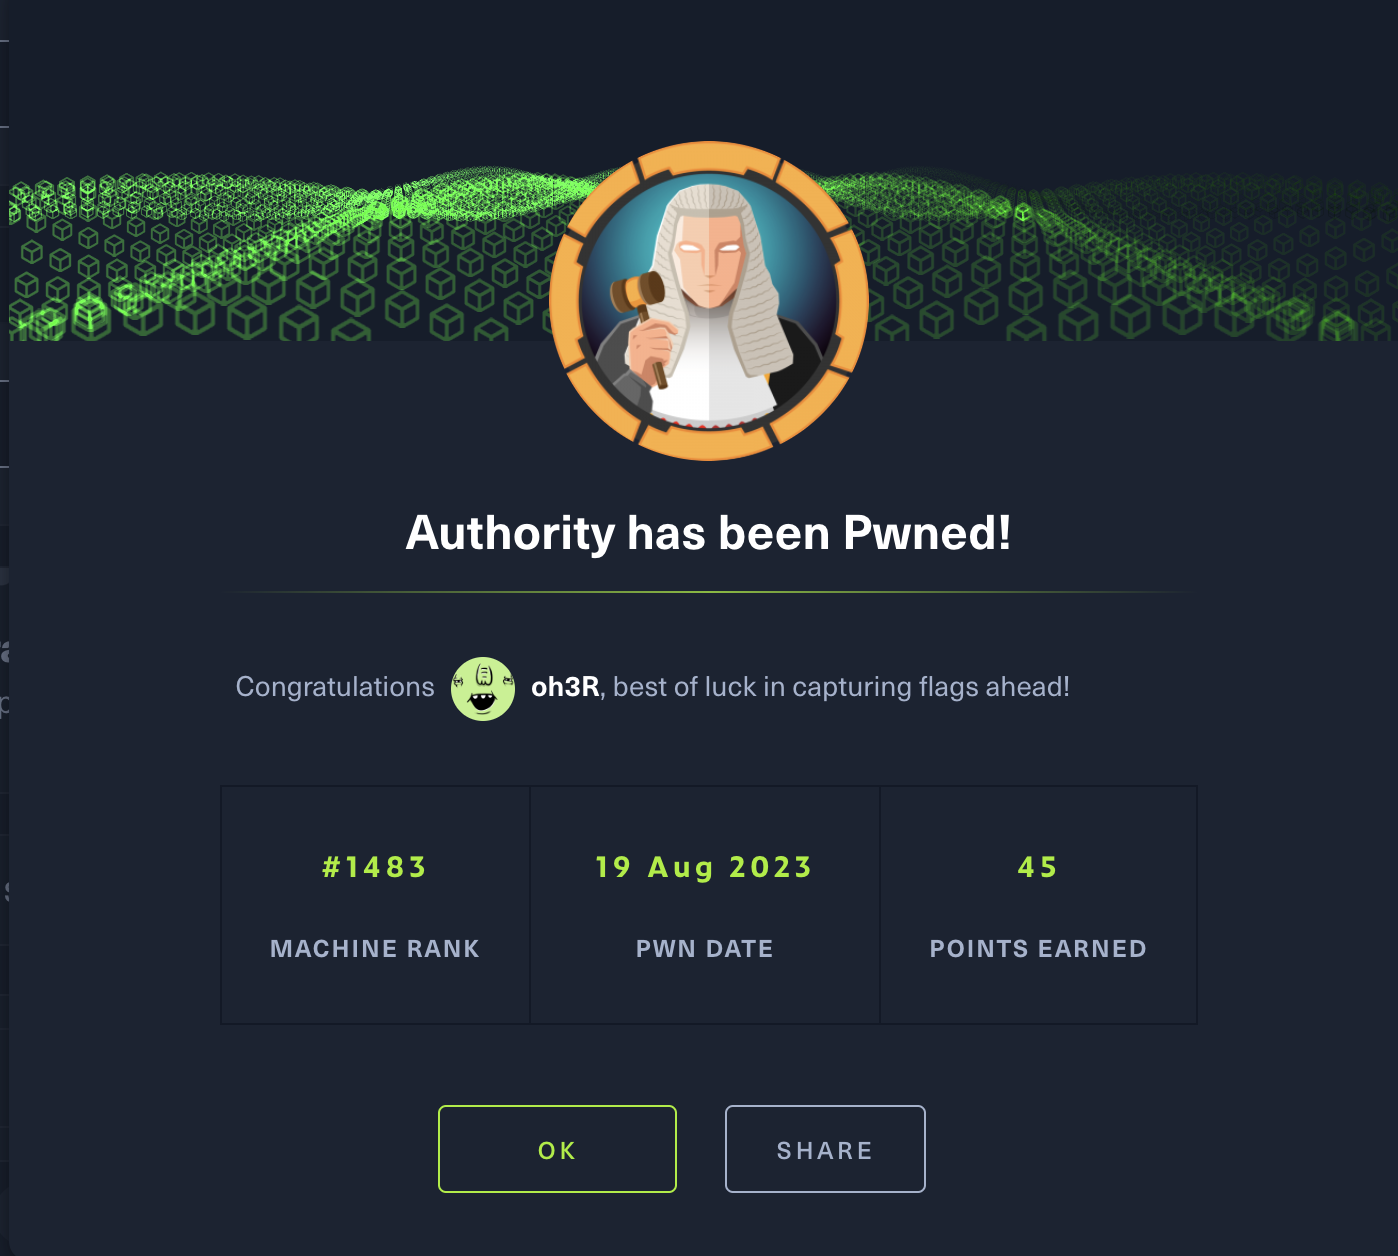 Authority has been Pwned!
Congratulations oh3R, best of luck in capturing flags ahead!
#1483 19 Aug 2023 45
MACHINE RANK PWN DATE POINTS EARNED
OK SHARE